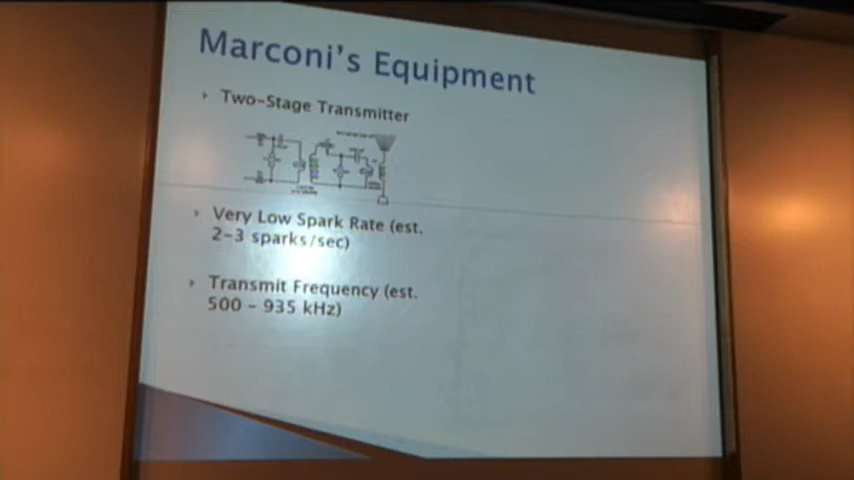 Marconi's Equipment
Two-Stage Transmitter
Very Low Spark Rate (est.
2-3 sparks/sec)
Transmit Frequency (est.
500 - 935 kHz)